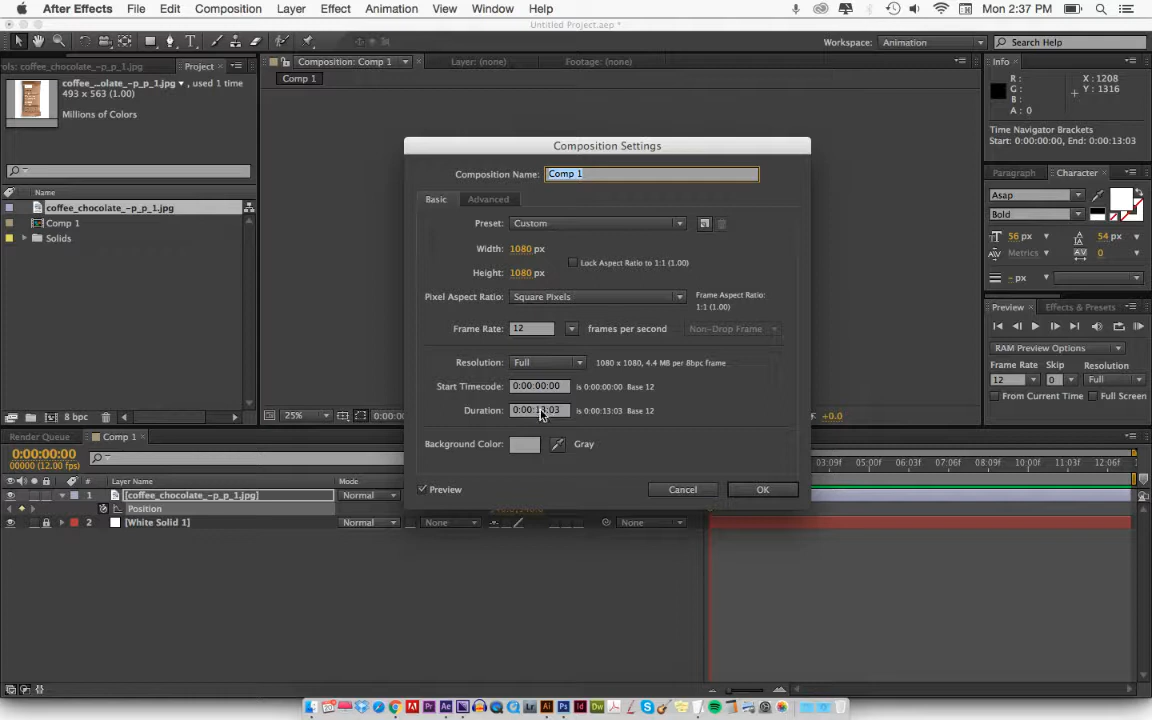 After Effects File Edit Composition Layer Effect Animation View Window Help Mon 2:37 PM
Untitled Project.aep *
Workspace: Animation Search Help
coffee_chocolate_~p_p_1.jpg Project Composition: Comp 1 Layer: (none) Footage: (none) Info
Comp 1
coffee_...olate_~p_p_1.jpg , used 1 time
493 x 563 (1.00)
Millions of Colors
R : X : 1208
G : Y : 1316
B :
A : 0
Time Navigator Brackets
Start: 0:00:00:00, End: 0:00:13:03
Paragraph Character
Asap
Bold
56 px 54 px
Metrics 0
- px
Name
coffee_chocolate_~p_p_1.jpg
Comp 1
Solids
Composition Settings
Composition Name: Comp 1
Basic Advanced
Preset: Custom
Width: 1080 px
Lock Aspect Ratio to 1:1 (1.00)
Height: 1080 px
Pixel Aspect Ratio: Square Pixels Frame Aspect Ratio:
1:1 (1.00)
Frame Rate: 12 frames per second Non-Drop Frame
Resolution: Full 1080 x 1080, 4.4 MB per 8bpc frame
Start Timecode: 0:00:00:00 is 0:00:00:00 Base 12
Duration: 0:00:13:03 is 0:00:13:03 Base 12
Background Color: Gray
Preview Cancel OK
Preview Effects & Presets
RAM Preview Options
Frame Rate Skip Resolution
12 0 Full
From Current Time Full Screen
8 bpc 25% +0.0
Render Queue Comp 1
0:00:00:00
00000 (12.00 fps)
03:09f 05:00f 06:03f 07:06f 08:09f 10:00f 11:03f 12:06f
# Layer Name Mode
1 [coffee_chocolate_~p_p_1.jpg] Normal
Position
2 [White Solid 1] Normal None None